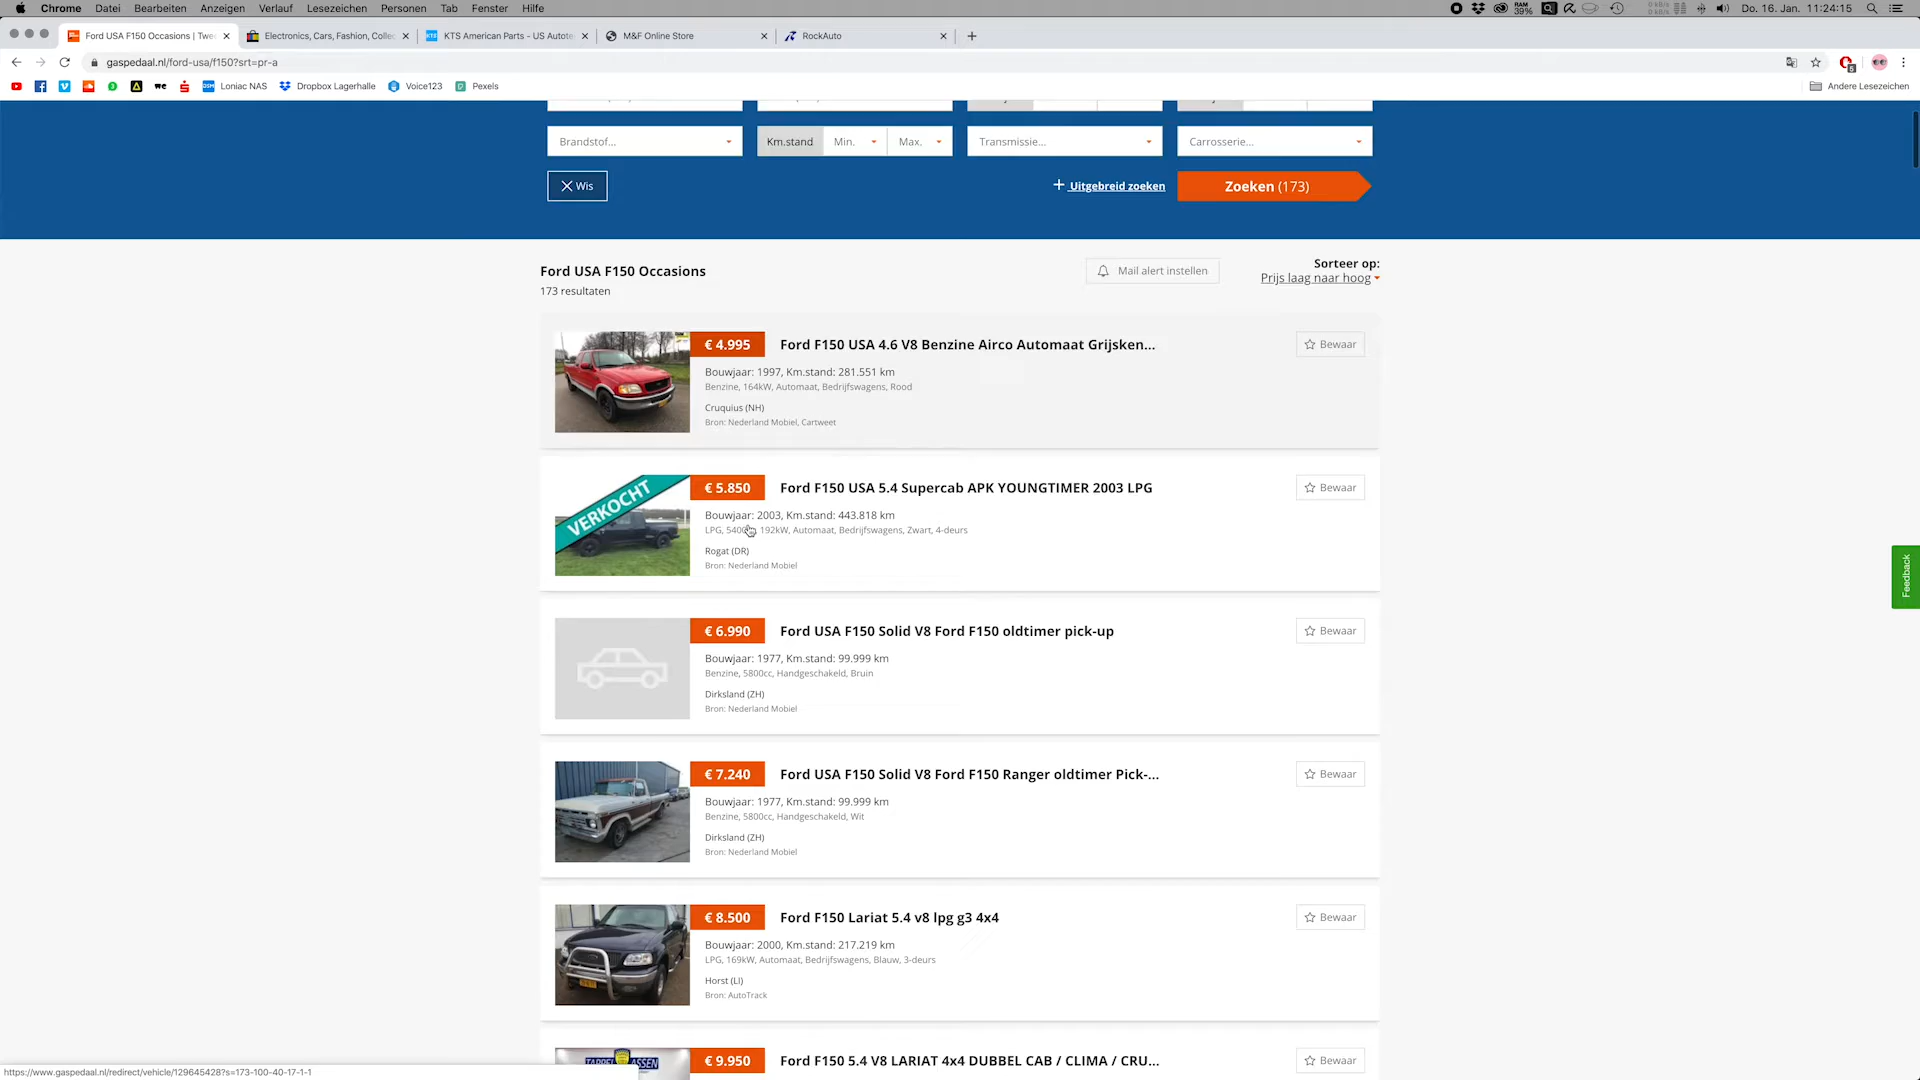 Chrome Datei Bearbeiten Anzeigen Verlauf Lesezeichen Personen Tab Fenster Hilfe RAM 39% 0 kB/s 0 kB/s Do. 16. Jan. 11:24:15
Ford USA F150 Occasions | Twe Electronics, Cars, Fashion, Colle KTS American Parts - US Autote M&F Online Store RockAuto
gaspedaal.nl/ford-usa/f150?srt=pr-a 5
we DSM Loniac NAS Dropbox Lagerhalle Voice123 Pexels Andere Lesezeichen
Brandstof... Km.stand Min. Max. Transmissie... Carrosserie...
Wis + Uitgebreid zoeken Zoeken (173)
Ford USA F150 Occasions
173 resultaten
Mail alert instellen
Sorteer op:
Prijs laag naar hoog
€ 4.995 Ford F150 USA 4.6 V8 Benzine Airco Automaat Grijsken... Bewaar
Bouwjaar: 1997, Km.stand: 281.551 km
Benzine, 164kW, Automaat, Bedrijfswagens, Rood
Cruquius (NH)
Bron: Nederland Mobiel, Cartweet
VERKOCHT
€ 5.850 Ford F150 USA 5.4 Supercab APK YOUNGTIMER 2003 LPG Bewaar
Bouwjaar: 2003, Km.stand: 443.818 km
LPG, 192kW, Automaat, Bedrijfswagens, Zwart, 4-deurs
Rogat (DR)
Bron: Nederland Mobiel
€ 6.990 Ford USA F150 Solid V8 Ford F150 oldtimer pick-up Bewaar
Bouwjaar: 1977, Km.stand: 99.999 km
Benzine, 5800cc, Handgeschakeld, Bruin
Dirksland (ZH)
Bron: Nederland Mobiel
€ 7.240 Ford USA F150 Solid V8 Ford F150 Ranger oldtimer Pick-... Bewaar
Bouwjaar: 1977, Km.stand: 99.999 km
Benzine, 5800cc, Handgeschakeld, Wit
Dirksland (ZH)
Bron: Nederland Mobiel
€ 8.500 Ford F150 Lariat 5.4 v8 lpg g3 4x4 Bewaar
Bouwjaar: 2000, Km.stand: 217.219 km
LPG, 169kW, Automaat, Bedrijfswagens, Blauw, 3-deurs
Horst (LI)
Bron: AutoTrack
€ 9.950 Ford F150 5.4 V8 LARIAT 4x4 DUBBEL CAB / CLIMA / CRU... Bewaar
Feedback
https://www.gaspedaal.nl/redirect/vehicle/129645428?s=173-100-40-17-1-1